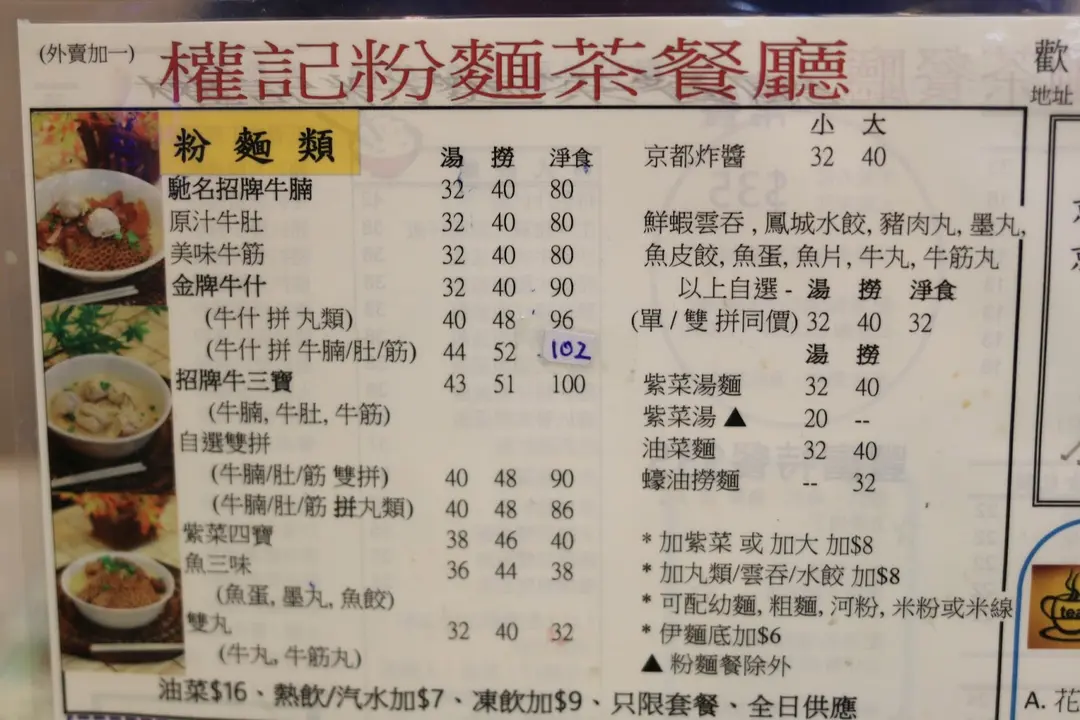 (外賣加一) 權記粉麵茶餐廳
粉麵類
湯 撈 淨食
馳名招牌牛腩 32 40 80
原汁牛肚 32 40 80
美味牛筋 32 40 80
金牌牛什 32 40 90
(牛什 拼 丸類) 40 48 96
(牛什 拼 牛腩/肚/筋) 44 52 102
招牌牛三寶 43 51 100
(牛腩, 牛肚, 牛筋)
自選雙拼
(牛腩/肚/筋 雙拼) 40 48 90
(牛腩/肚/筋 拼丸類) 40 48 86
紫菜四寶 38 46 40
魚三味 36 44 38
(魚蛋, 墨丸, 魚餃)
雙丸 32 40 32
(牛丸, 牛筋丸)
小 大
京都炸醬 32 40
鮮蝦雲吞 , 鳳城水餃, 豬肉丸, 墨丸,
魚皮餃, 魚蛋, 魚片, 牛丸, 牛筋丸
以上自選 - 湯 撈 淨食
(單 / 雙 拼同價) 32 40 32
湯 撈
紫菜湯麵 32 40
紫菜湯 ▲ 20 --
油菜麵 32 40
蠔油撈麵 -- 32
* 加紫菜 或 加大 加$8
* 加丸類/雲吞/水餃 加$8
* 可配幼麵, 粗麵, 河粉, 米粉或米線
* 伊麵底加$6
▲ 粉麵餐除外
油菜$16、熱飲/汽水加$7、凍飲加$9、只限套餐、全日供應
歡
地址
tea
A. 花